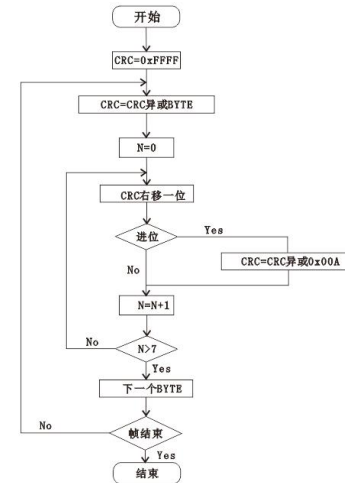 开始
CRC=0xFFFF
CRC=CRC异或BYTE
N=0
CRC右移一位
进位
Yes
CRC=CRC异或0x00A
No
N=N+1
No
N>7
Yes
下一个BYTE
No
帧结束
Yes
结束